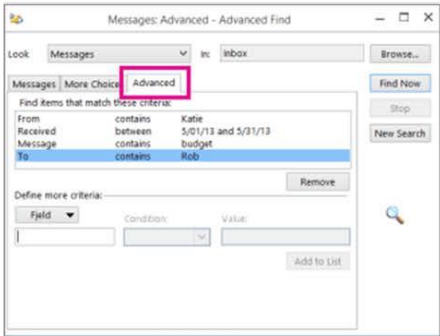 Messages: Advanced - Advanced Find
Look Messages In: Inbox Browse...
Messages More Choice Advanced Find Now
Find items that match these criteria: Stop
From contains Katie
Received between 5/01/13 and 5/31/13 New Search
Message contains budget
To contains Rob
Remove
Define more criteria:
Field Condition: Value:
Add to List